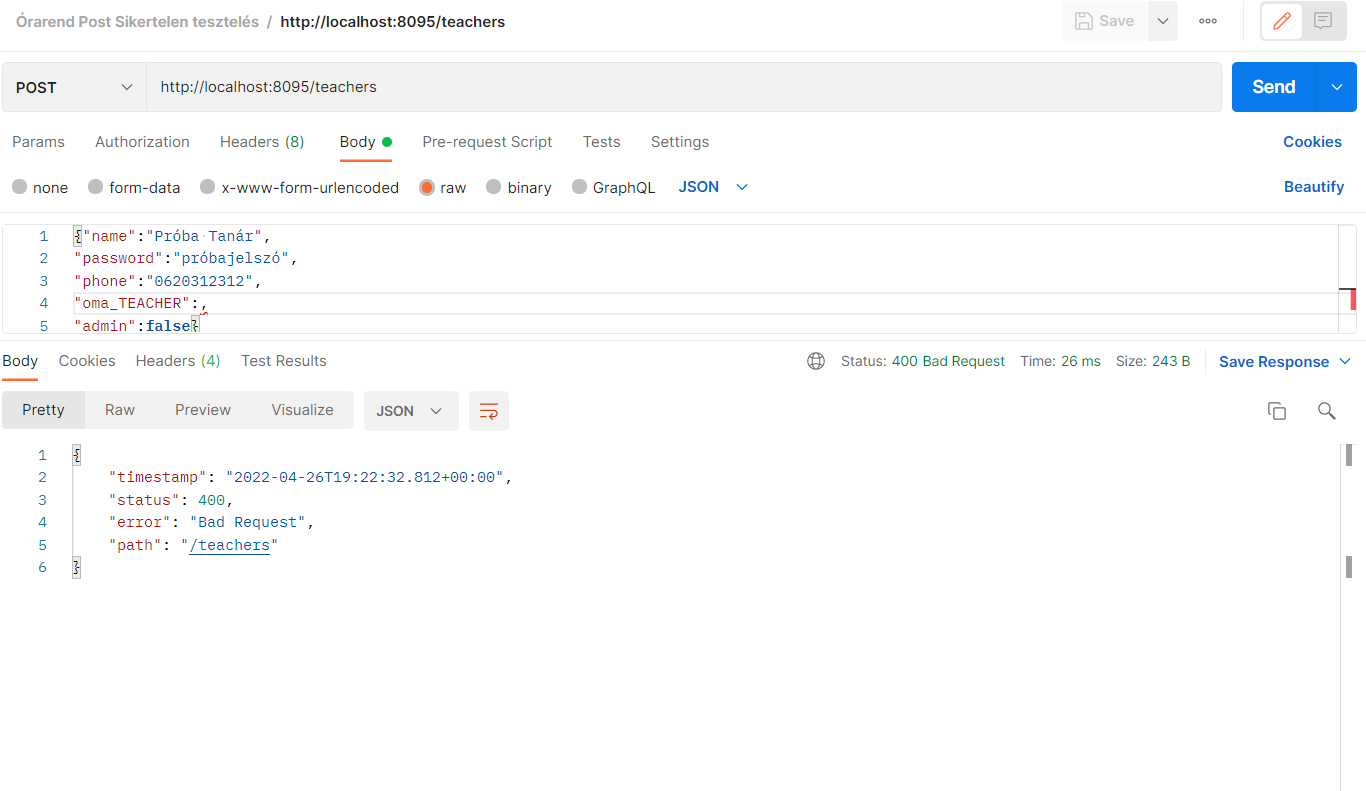 Órarend Post Sikertelen tesztelés / http://localhost:8095/teachers
Save
POST http://localhost:8095/teachers Send
Params Authorization Headers (8) Body Pre-request Script Tests Settings Cookies
none form-data x-www-form-urlencoded raw binary GraphQL JSON Beautify
1 {"name":"Próba Tanár",
2 "password":"próbajelszó",
3 "phone":"0620312312",
4 "oma_TEACHER":,
5 "admin":false}
Body Cookies Headers (4) Test Results Status: 400 Bad Request Time: 26 ms Size: 243 B Save Response
Pretty Raw Preview Visualize JSON
1 {
2 "timestamp": "2022-04-26T19:22:32.812+00:00",
3 "status": 400,
4 "error": "Bad Request",
5 "path": "/teachers"
6 }